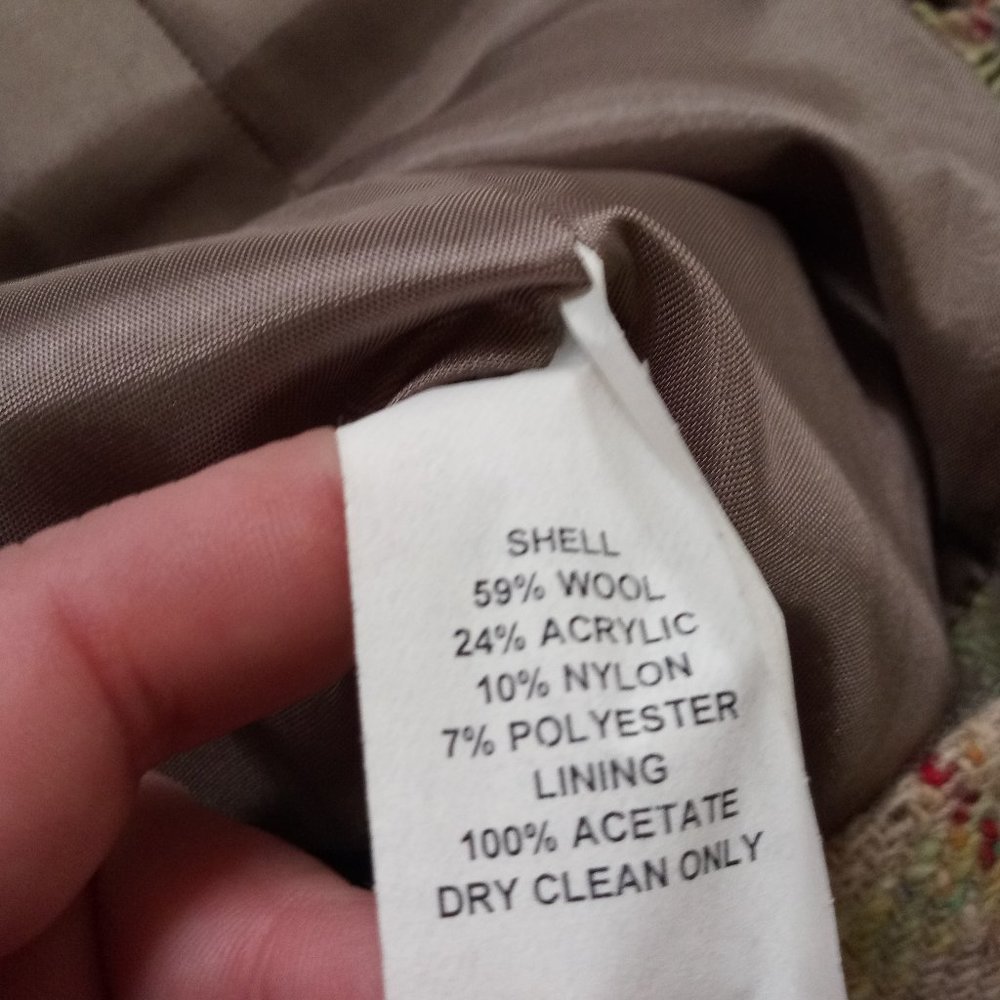 SHELL
59% WOOL
24% ACRYLIC
10% NYLON
7% POLYESTER
LINING
100% ACETATE
DRY CLEAN ONLY